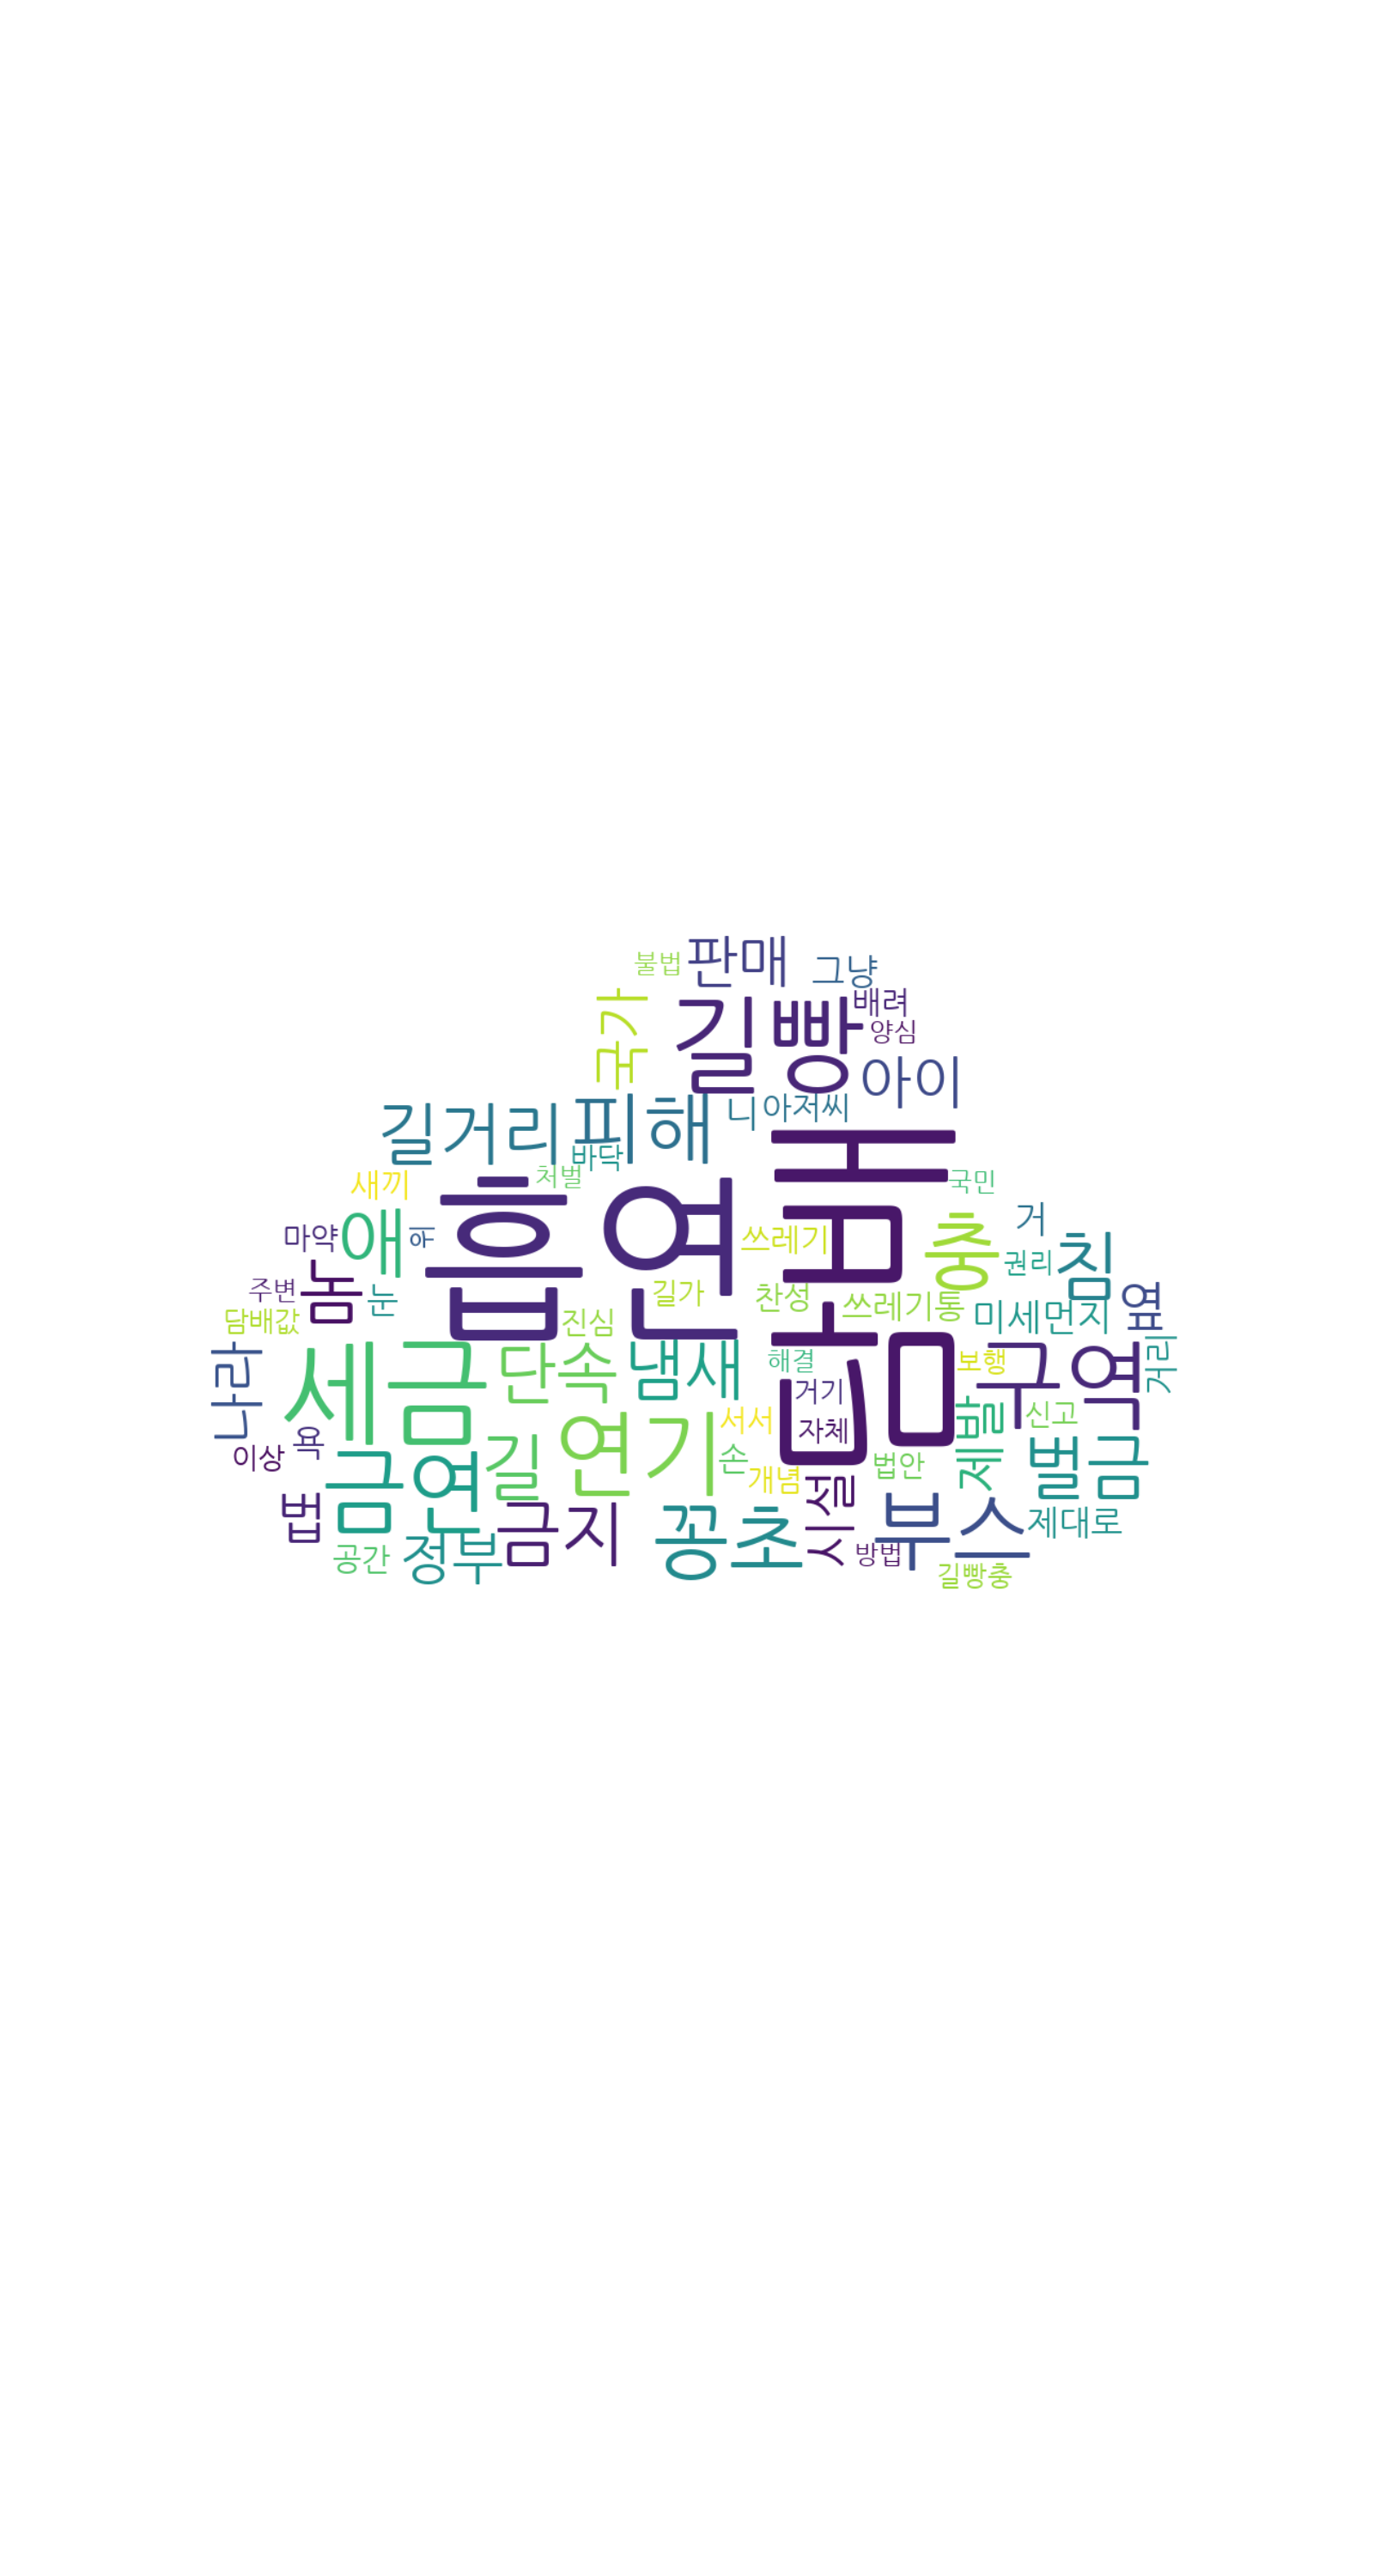 불법
판매
그냥
국가
길빵
배려
양심
아이
길거리
피해
니
아저씨
바닥
처벌
담배
국민
새끼
흡연
마약
애
아
쓰레기
충
거
권리
침
주변
놈
눈
길가
찬성
쓰레기통
미세먼지
옆
담배값
진심
나라
세금
단속
냄새
해결
거기
보행
구역
거리
자체
서서
신고
제발
이상
욕
금연
길
연기
손
개념
법안
벌금
법
공간
정부
금지
꽁초
시설
방법
부스
제대로
길빵충